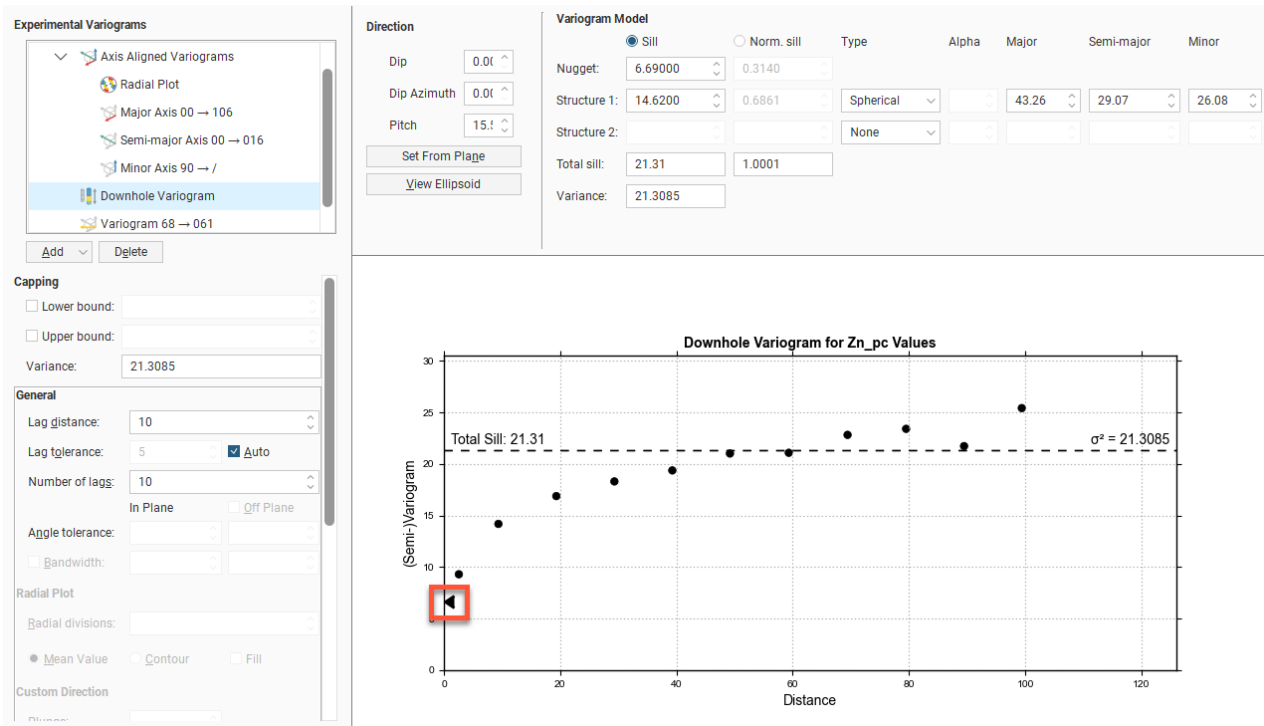 Experimental Variograms
Axis Aligned Variograms
Radial Plot
Major Axis 00 → 106
Semi-major Axis 00 → 016
Minor Axis 90 → /
Downhole Variogram
Variogram 68 → 061
Add
Delete
Capping
Lower bound:
Upper bound:
Variance: 21.3085
General
Lag distance: 10
Lag tolerance: 5 Auto
Number of lags: 10
In Plane Off Plane
Angle tolerance:
Bandwidth:
Radial Plot
Radial divisions:
Mean Value Contour Fill
Custom Direction
Direction
Dip 0.0
Dip Azimuth 0.0
Pitch 15.
Set From Plane
View Ellipsoid
Variogram Model
Sill Norm. sill Type Alpha Major Semi-major Minor
Nugget: 6.69000 0.3140
Structure 1: 14.6200 0.6861 Spherical 43.26 29.07 26.08
Structure 2: None
Total sill: 21.31 1.0001
Variance: 21.3085
Downhole Variogram for Zn_pc Values
30
25
Total Sill: 21.31 σ² = 21.3085
20
15
10
0
(Semi-)Variogram
0 20 40 60 80 100 120
Distance